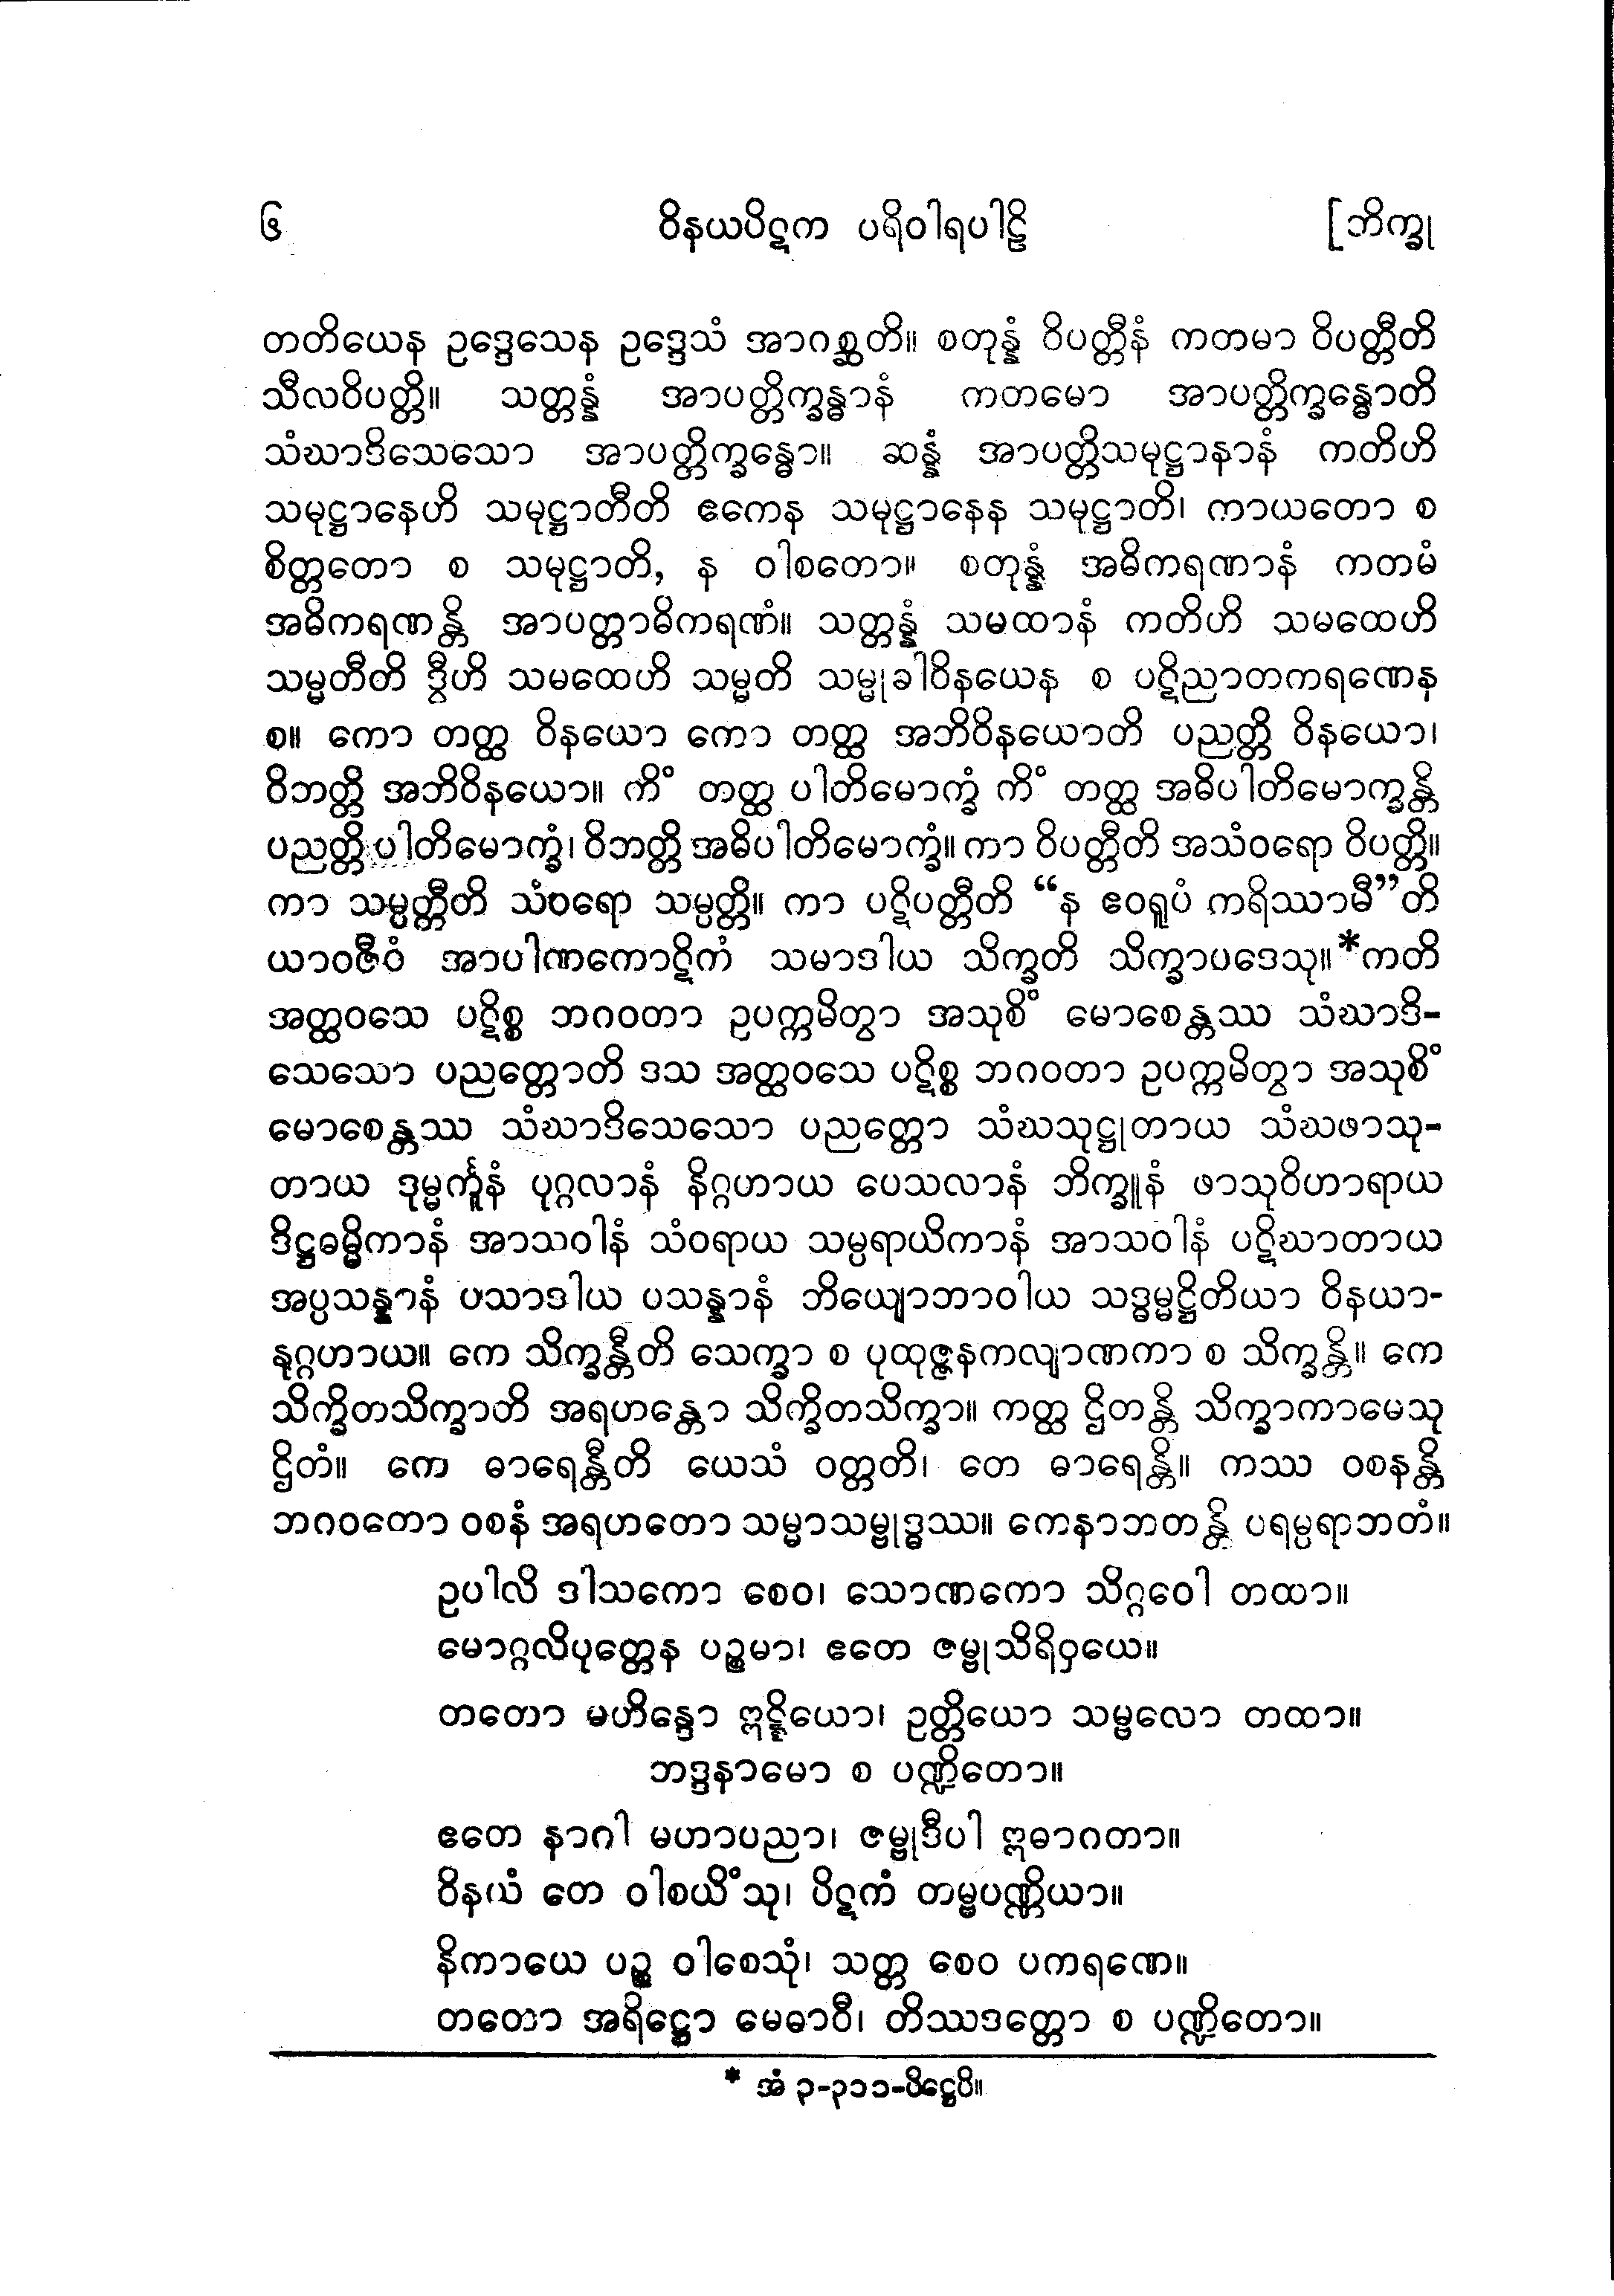 ၆ ဝိနယပိဋက ပရိဝါရပါဠိ [ဘိက္ခု
တတိယေန ဥဒ္ဒေသေန ဥဒ္ဒေသံ အာဂစ္ဆတိ။ စတုန္နံ ဝိပတ္တီနံ ကတမာ ဝိပတ္တီတိ
သီလဝိပတ္တိ။ သတ္တန္နံ အာပတ္တိက္ခန္ဓာနံ ကတမော အာပတ္တိက္ခန္ဓောတိ
သံဃာဒိသေသော အာပတ္တိက္ခန္ဓော။ ဆန္နံ အာပတ္တိသမုဋ္ဌာနာနံ ကတိဟိ
သမုဋ္ဌာနေဟိ သမုဋ္ဌာတီတိ ဧကေန သမုဋ္ဌာနေန သမုဋ္ဌာတိ၊ ကာယတော စ
စိတ္တတော စ သမုဋ္ဌာတိ, န ဝါစတော။ စတုန္နံ အဓိကရဏာနံ ကတမံ
အဓိကရဏန္တိ အာပတ္တာဓိကရဏံ။ သတ္တန္နံ သမထာနံ ကတိဟိ သမထေဟိ
သမ္မတီတိ ဒွီဟိ သမထေဟိ သမ္မတိ သမ္မုခါဝိနယေန စ ပဋိညာတကရဏေန
စ။ ကော တတ္ထ ဝိနယော ကော တတ္ထ အဘိဝိနယောတိ ပညတ္တိ ဝိနယော၊
ဝိဘတ္တိ အဘိဝိနယော။ ကိံ တတ္ထ ပါတိမောက္ခံ ကိံ တတ္ထ အဓိပါတိမောက္ခန္တိ
ပညတ္တိ ပါတိမောက္ခံ၊ ဝိဘတ္တိ အဓိပါတိမောက္ခံ။ ကာ ဝိပတ္တီတိ အသံဝရော ဝိပတ္တိ။
ကာ သမ္ပတ္တီတိ သံဝရော သမ္ပတ္တိ။ ကာ ပဋိပတ္တီတိ “န ဧဝရူပံ ကရိဿာမီ”တိ
ယာဝဇီဝံ အာပါဏကောဋိကံ သမာဒါယ သိက္ခတိ သိက္ခာပဒေသု။*ကတိ
အတ္ထဝသေ ပဋိစ္စ ဘဂဝတာ ဥပက္ကမိတွာ အသုစိံ မောစေန္တဿ သံဃာဒိ-
သေသော ပညတ္တောတိ ဒသ အတ္ထဝသေ ပဋိစ္စ ဘဂဝတာ ဥပက္ကမိတွာ အသုစိံ
မောစေန္တဿ သံဃာဒိသေသော ပညတ္တော သံဃသုဋ္ဌုတာယ သံဃဖာသု-
တာယ ဒုမ္မင်္ကူနံ ပုဂ္ဂလာနံ နိဂ္ဂဟာယ ပေသလာနံ ဘိက္ခူနံ ဖာသုဝိဟာရာယ
ဒိဋ္ဌဓမ္မိကာနံ အာသဝါနံ သံဝရာယ သမ္ပရာယိကာနံ အာသဝါနံ ပဋိဃာတာယ
အပ္ပသန္နာနံ ပသာဒါယ ပသန္နာနံ ဘိယျောဘာဝါယ သဒ္ဓမ္မဋ္ဌိတိယာ ဝိနယာ-
နုဂ္ဂဟာယ။ ကေ သိက္ခန္တီတိ သေက္ခာ စ ပုထုဇ္ဇနကလျာဏကာ စ သိက္ခန္တိ။ ကေ
သိက္ခိတသိက္ခာတိ အရဟန္တော သိက္ခိတသိက္ခာ။ ကတ္ထ ဌိတန္တိ သိက္ခာကာမေသု
ဌိတံ။ ကေ ဓာရေန္တီတိ ယေသံ ဝတ္တတိ၊ တေ ဓာရေန္တိ။ ကဿ ဝစနန္တိ
ဘဂဝတော ဝစနံ အရဟတော သမ္မာသမ္ဗုဒ္ဓဿ။ ကေနာဘတန္တိ ပရမ္ပရာဘတံ။
ဥပါလိ ဒါသကော စေဝ၊ သောဏကော သိဂ္ဂဝေါ တထာ။
မောဂ္ဂလိပုတ္တေန ပဉ္စမာ၊ ဧတေ ဇမ္ဗုသိရိဝှယေ။
တတော မဟိန္ဒော ဣဋ္ဋိယော၊ ဥတ္တိယော သမ္ဗလော တထာ။
ဘဒ္ဒနာမော စ ပဏ္ဍိတော။
ဧတေ နာဂါ မဟာပညာ၊ ဇမ္ဗုဒီပါ ဣဓာဂတာ။
ဝိနယံ တေ ဝါစယိံသု၊ ပိဋကံ တမ္ဗပဏ္ဏိယာ။
နိကာယေ ပဉ္စ ဝါစေသုံ၊ သတ္တ စေဝ ပကရဏေ။
တတော အရိဋ္ဌော မေဓာဝီ၊ တိဿဒတ္တော စ ပဏ္ဍိတော။
* အံ ၃-၃၁၁-ပိဋ္ဌေပိ။